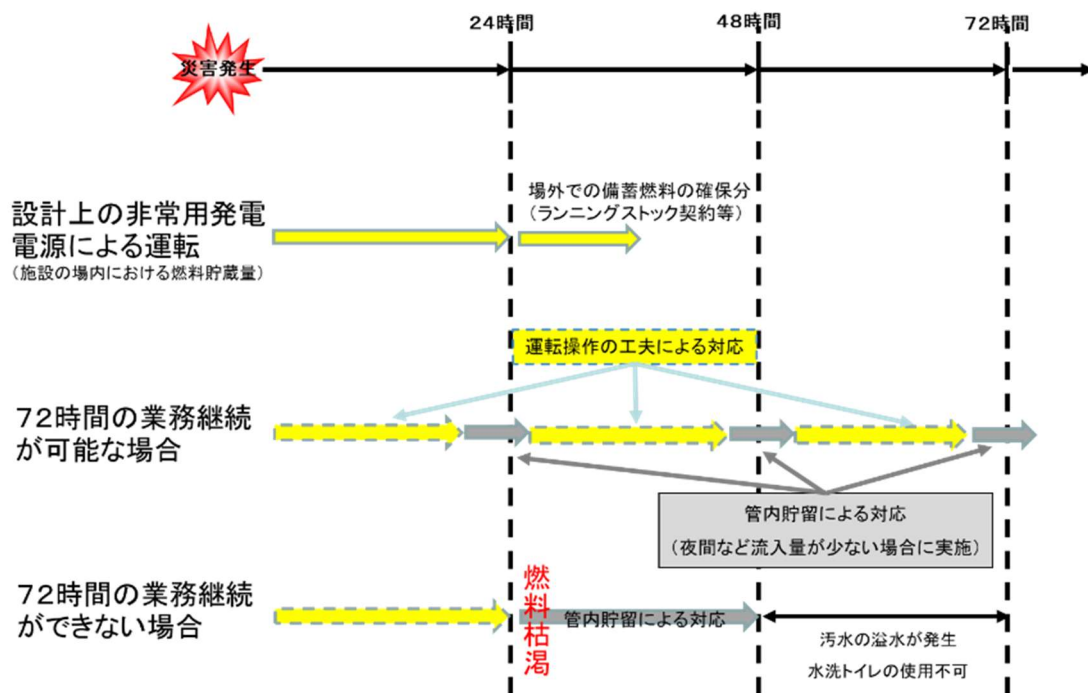 24時間
48時間
72時間
災害発生
設計上の非常用発電
電源による運転
(施設の場内における燃料貯蔵量)
場外での備蓄燃料の確保分
(ランニングストック契約等)
運転操作の工夫による対応
72時間の業務継続
が可能な場合
管内貯留による対応
(夜間など流入量が少ない場合に実施)
72時間の業務継続
ができない場合
燃料枯渇
管内貯留による対応
汚水の溢水が発生
水洗トイレの使用不可